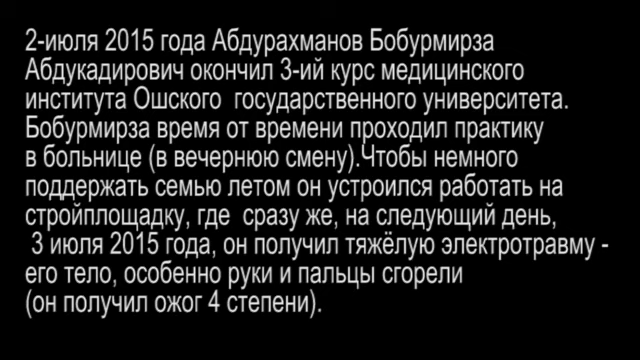 2-июля 2015 года Абдурахманов Бобурмирза
Абдукадирович окончил 3-ий курс медицинского
института Ошского  государственного университета.
Бобурмирза время от времени проходил практику
в больнице (в вечернюю смену).Чтобы немного
поддержать семью летом он устроился работать на
стройплощадку, где  сразу же, на следующий день,
3 июля 2015 года, он получил тяжёлую электротравму -
его тело, особенно руки и пальцы сгорели
(он получил ожог 4 степени).